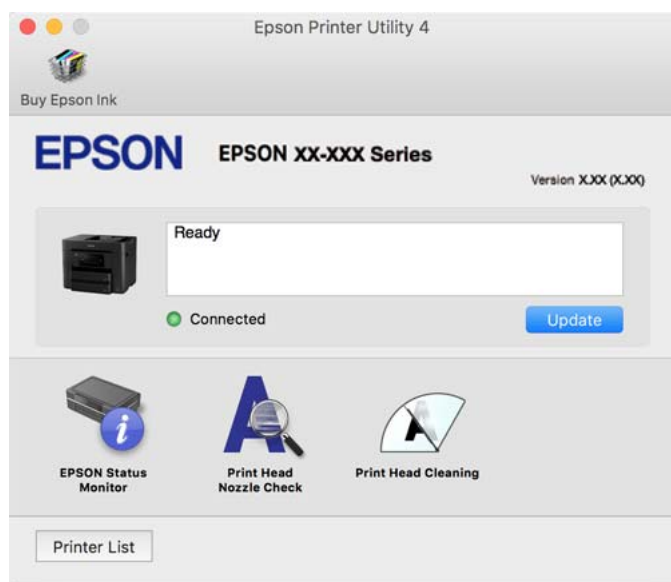 Epson Printer Utility 4
Buy Epson Ink
EPSON
EPSON XX-XXX Series
Version X.XX (X.XX)
Ready
Connected
Update
EPSON Status
Monitor
Print Head
Nozzle Check
Print Head Cleaning
Printer List